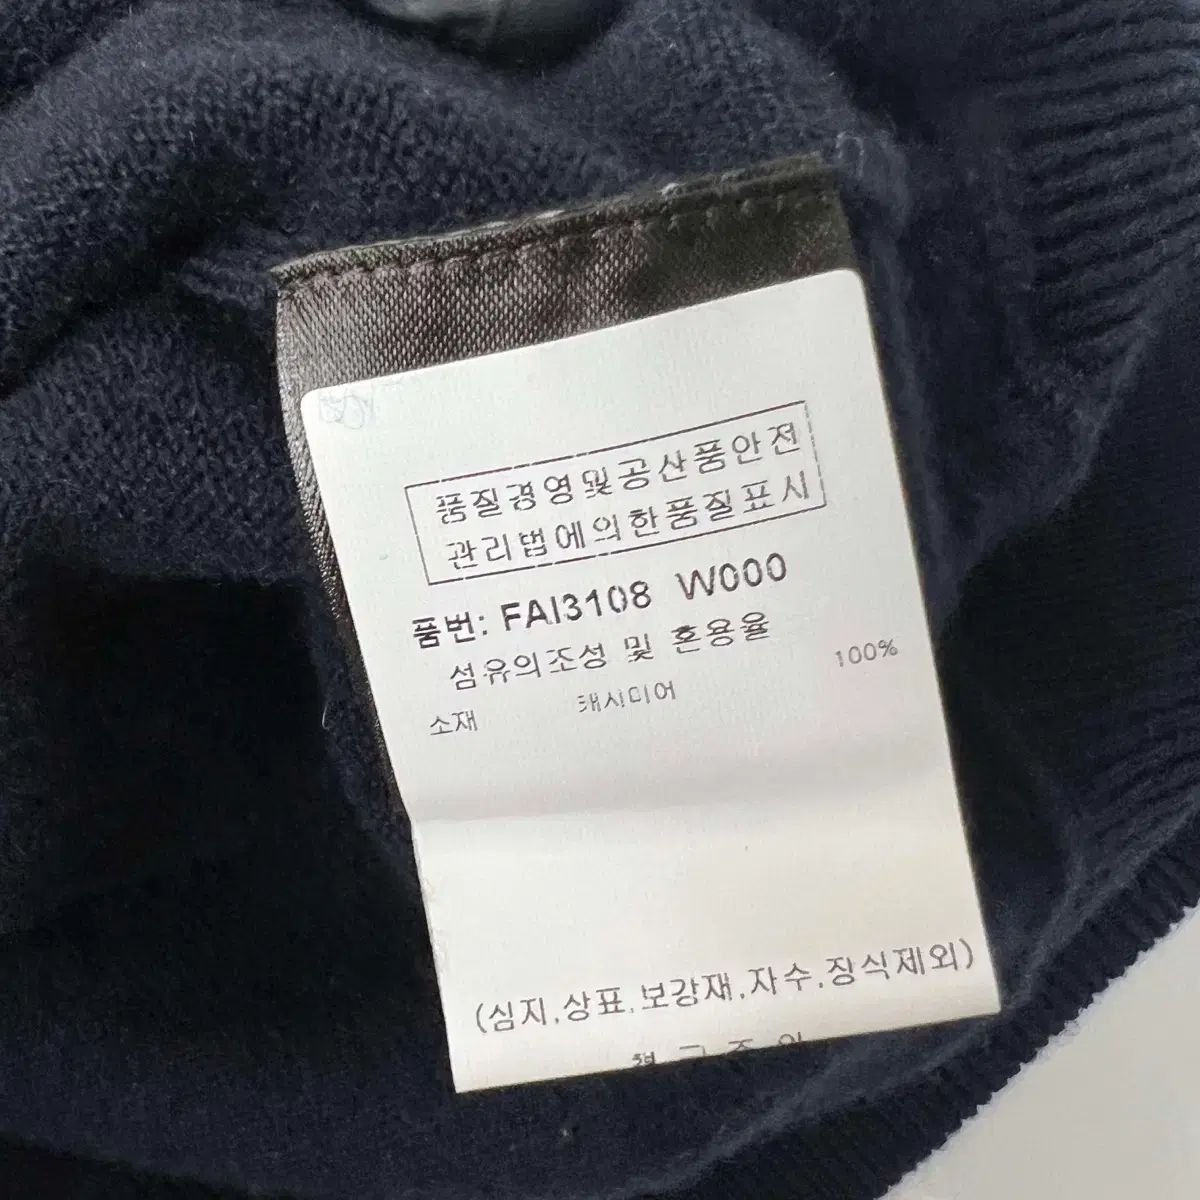 품질경영및공산품안전
관리법에의한품질표시
품번: FAI3108 W000
섬유의조성 및 혼용율
소재 캐시미어 100%
(심지,상표,보강재,자수,장식제외)